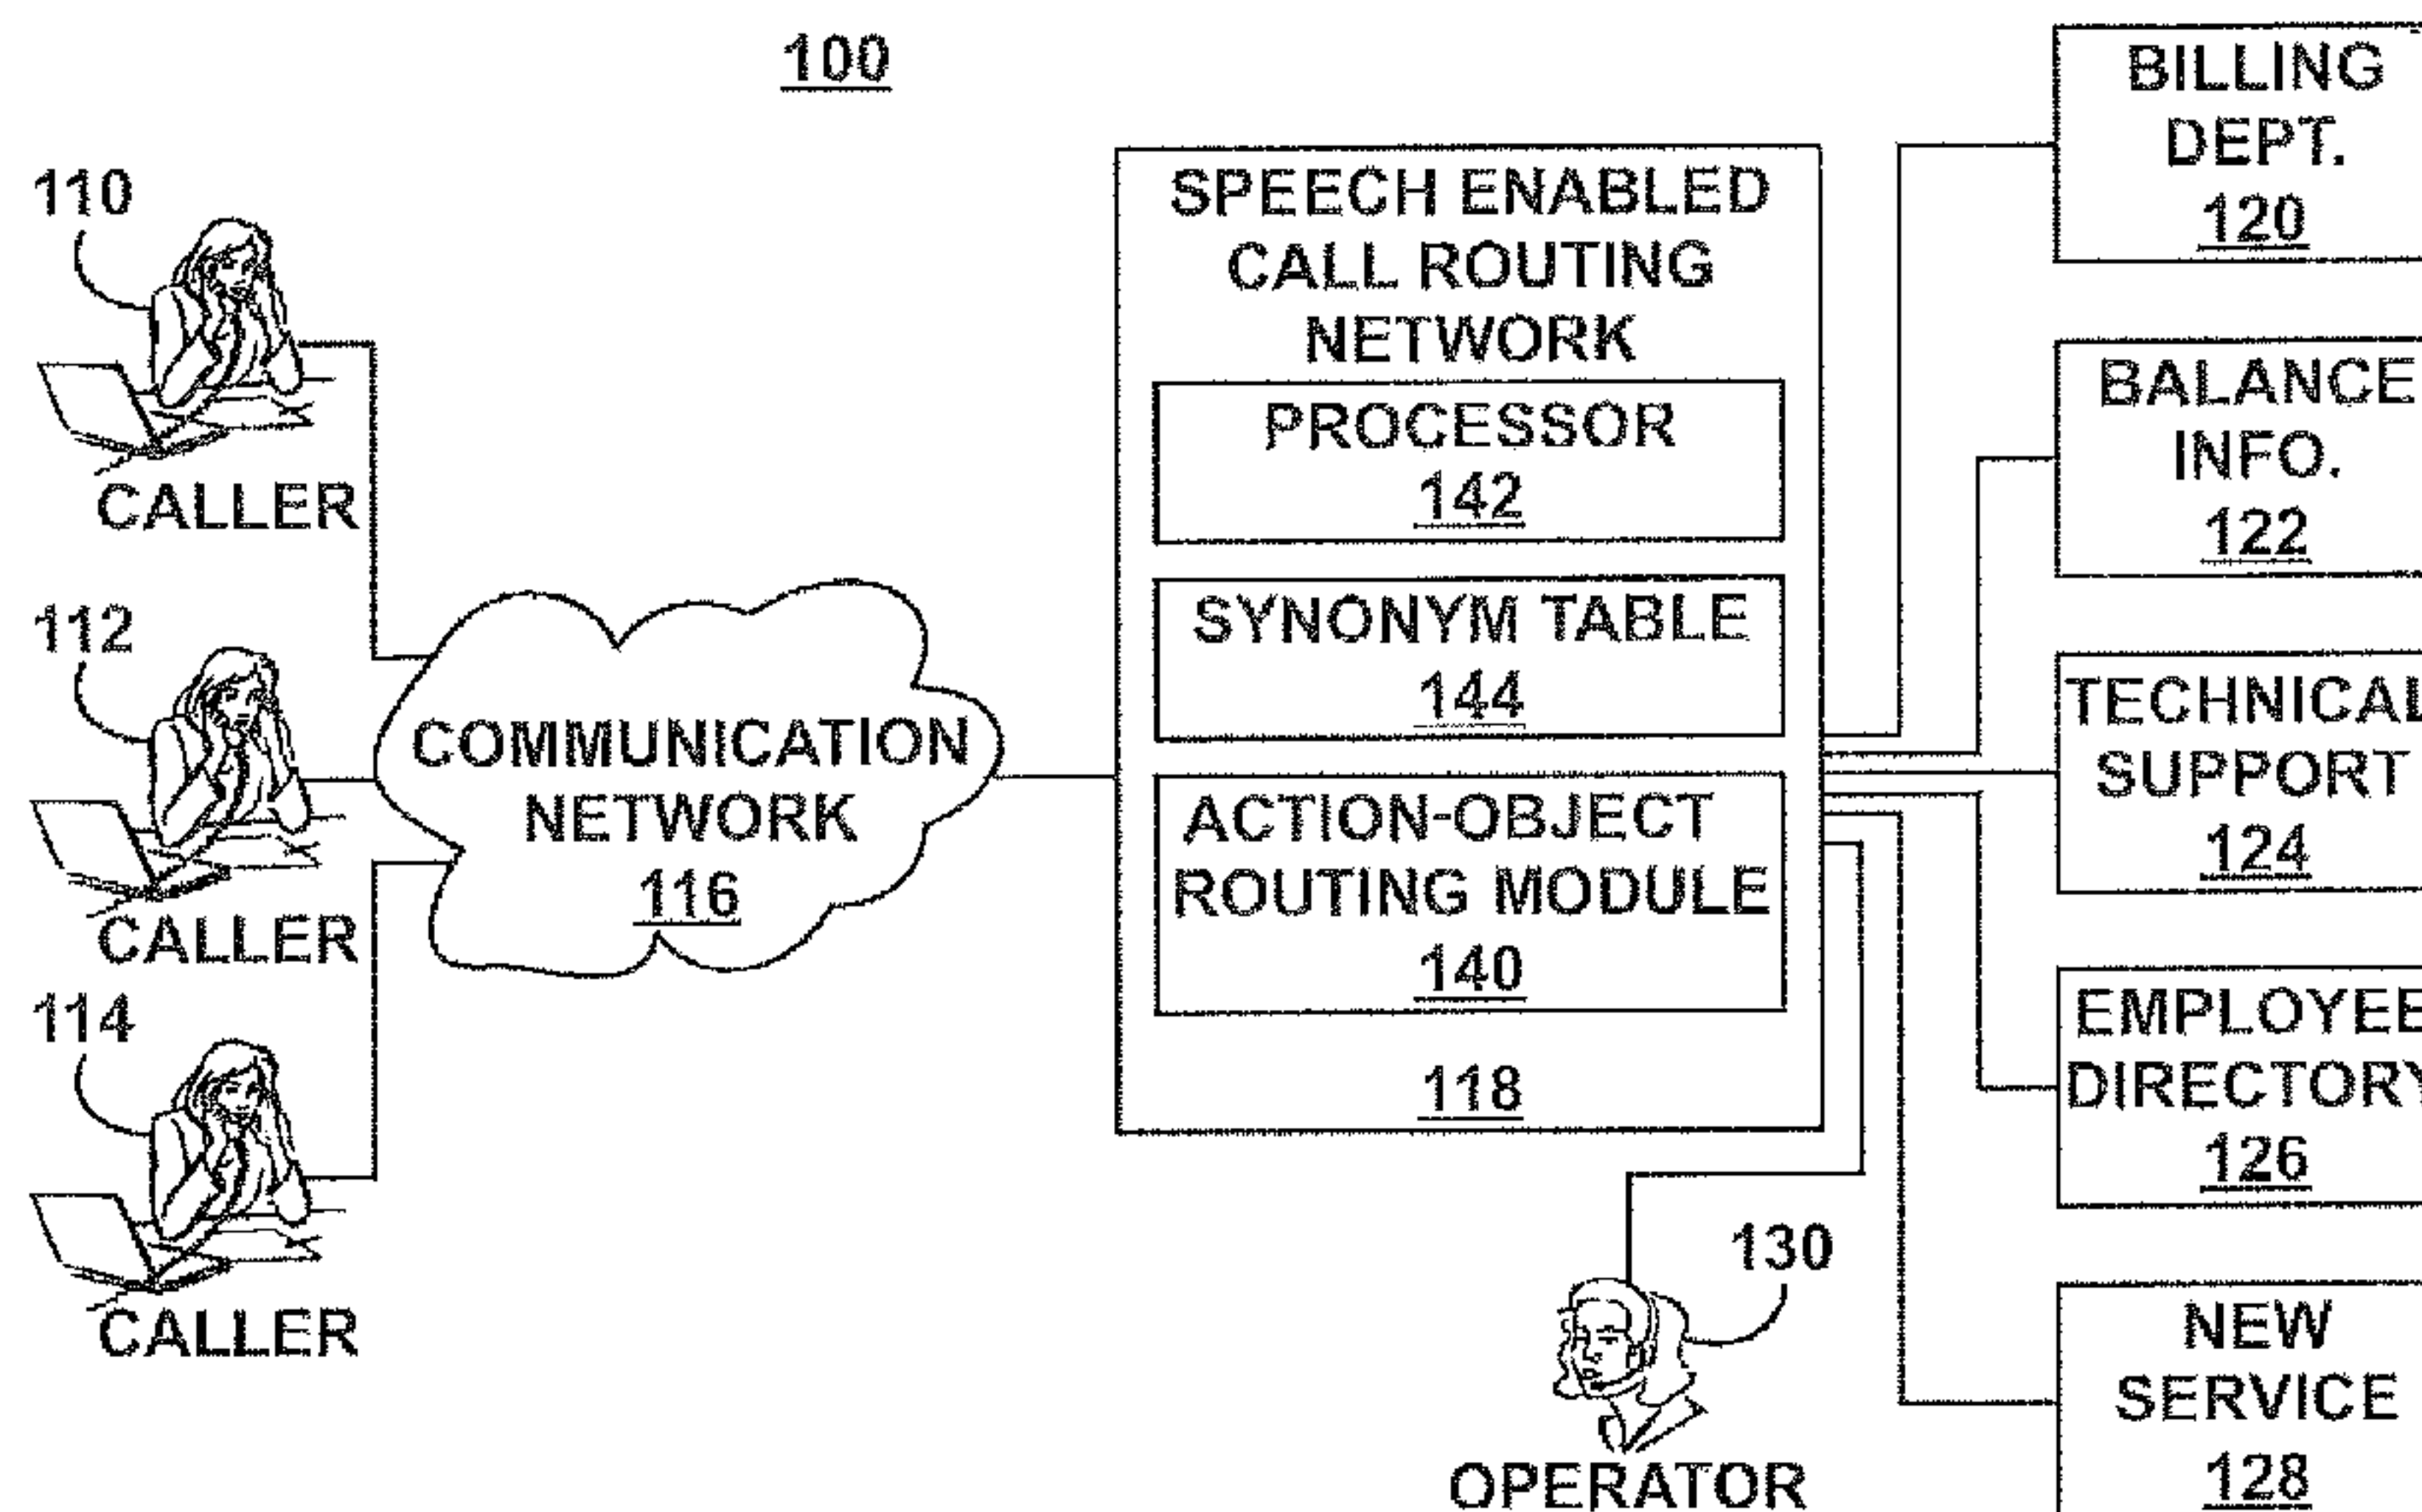 100
110
CALLER
112
CALLER
114
CALLER
COMMUNICATION
NETWORK
116
SPEECH ENABLED
CALL ROUTING
NETWORK
PROCESSOR
142
SYNONYM TABLE
144
ACTION-OBJECT
ROUTING MODULE
140
118
130
OPERATOR
BILLING
DEPT.
120
BALANCE
INFO.
122
TECHNICAL
SUPPORT
124
EMPLOYEE
DIRECTORY
126
NEW
SERVICE
128